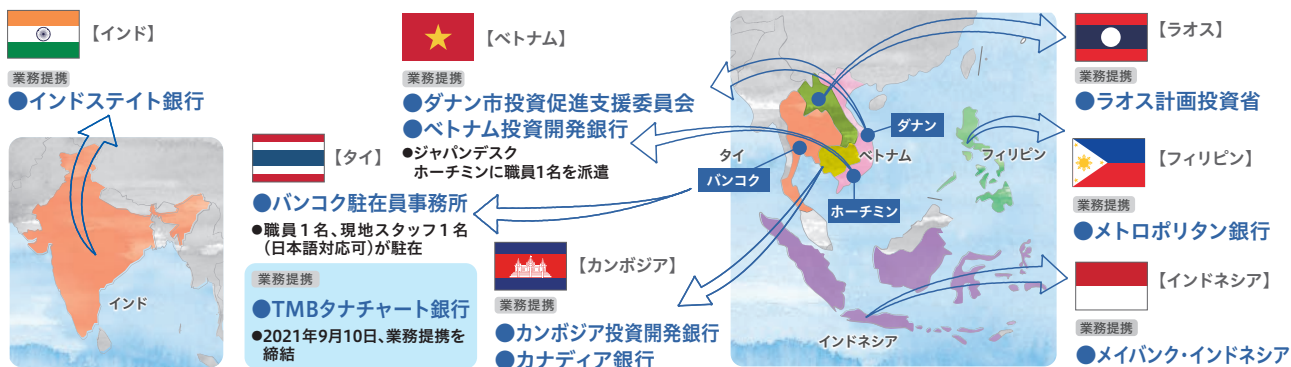 【インド】
業務提携
●インドステイト銀行
インド
【タイ】
●バンコク駐在員事務所
●職員1名、現地スタッフ1名
（日本語対応可）が駐在
業務提携
●TMBタナチャート銀行
●2021年9月10日、業務提携を
締結
【ベトナム】
業務提携
●ダナン市投資促進支援委員会
●ベトナム投資開発銀行
●ジャパンデスク
ホーチミンに職員1名を派遣
【カンボジア】
業務提携
●カンボジア投資開発銀行
●カナディア銀行
タイ
バンコク
ダナン
ベトナム
ホーチミン
フィリピン
インドネシア
【ラオス】
業務提携
●ラオス計画投資省
【フィリピン】
業務提携
●メトロポリタン銀行
【インドネシア】
業務提携
●メイバンク・インドネシア